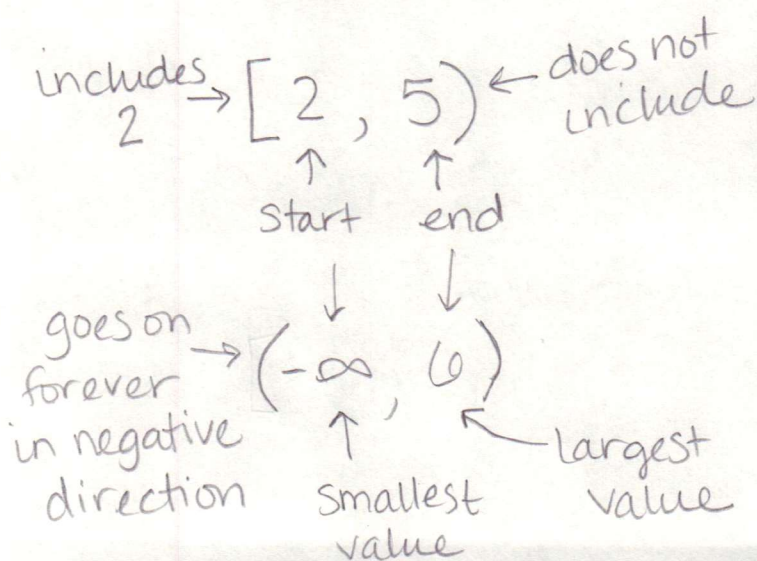 includes
2 → [2, 5) ← does not
include
↑ ↑
start end
↓ ↓
goes on
forever → (-∞, 6)
in negative
direction
↑
smallest
value
largest
value